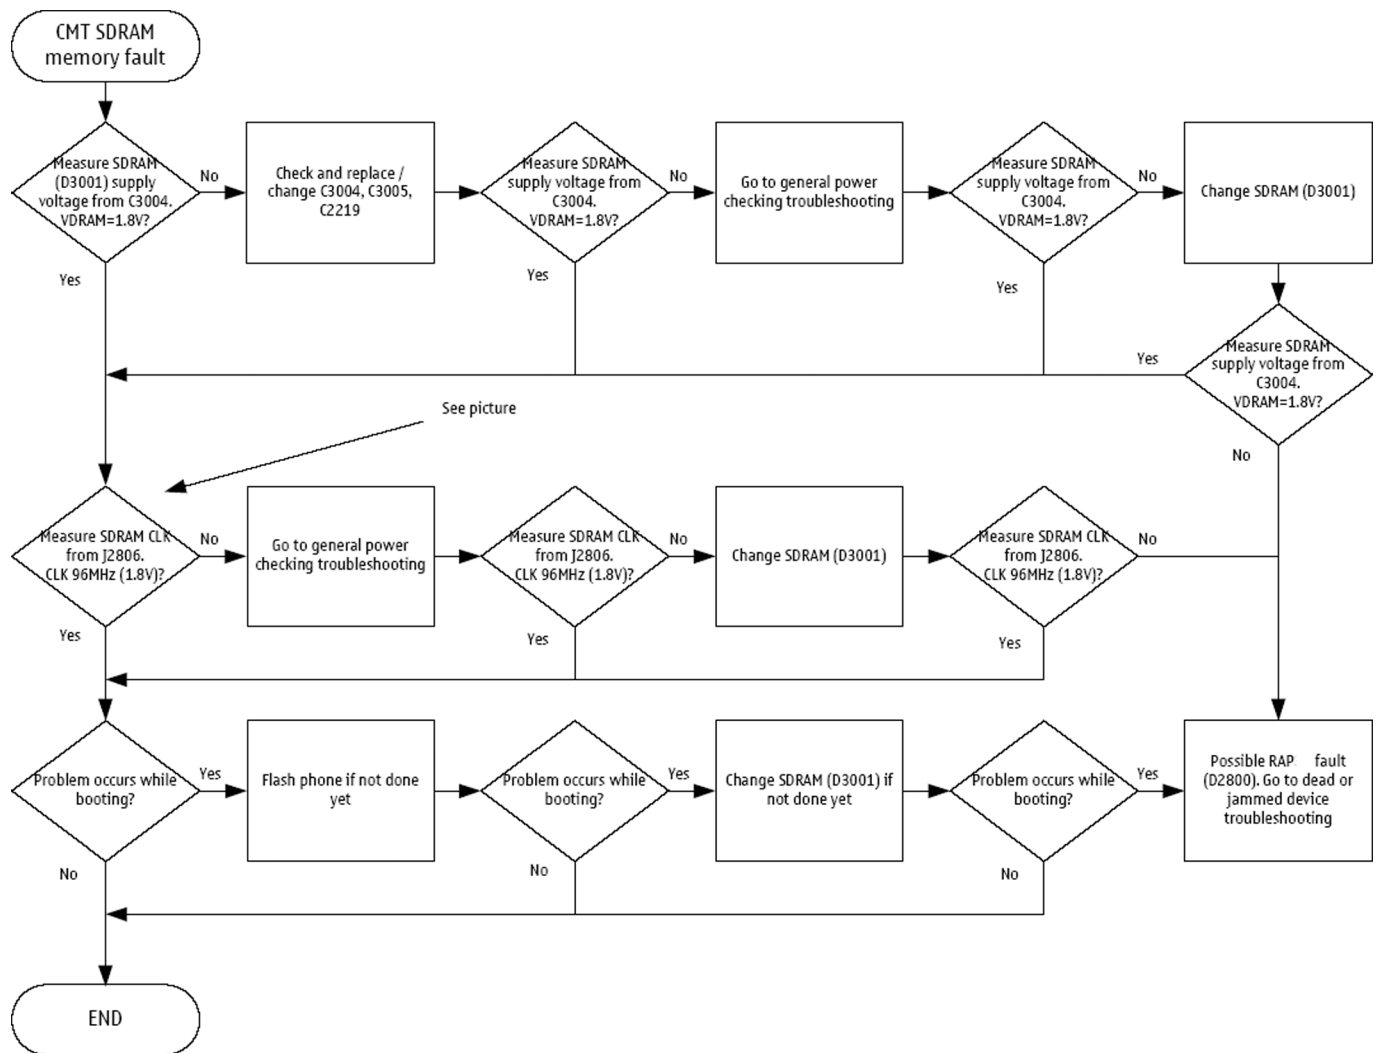 CMT SDRAM
memory fault
Measure SDRAM
(D3001) supply
voltage from C3004.
VDRAM=1.8V?
No
Check and replace /
change C3004, C3005,
C2219
Measure SDRAM
supply voltage from
C3004.
VDRAM=1.8V?
No
Go to general power
checking troubleshooting
Measure SDRAM
supply voltage from
C3004.
VDRAM=1.8V?
No
Change SDRAM (D3001)
Yes
Yes
Yes
Yes
Measure SDRAM
supply voltage from
C3004.
VDRAM=1.8V?
No
See picture
Measure SDRAM CLK
from J2806.
CLK 96MHz (1.8V)?
No
Go to general power
checking troubleshooting
Measure SDRAM CLK
from J2806.
CLK 96MHz (1.8V)?
No
Change SDRAM (D3001)
Measure SDRAM CLK
from J2806.
CLK 96MHz (1.8V)?
No
Yes
Yes
Yes
Problem occurs while
booting?
Yes
Flash phone if not done
yet
Problem occurs while
booting?
Yes
Change SDRAM (D3001) if
not done yet
Problem occurs while
booting?
Yes
Possible RAP fault
(D2800). Go to dead or
jammed device
troubleshooting
No
No
No
END